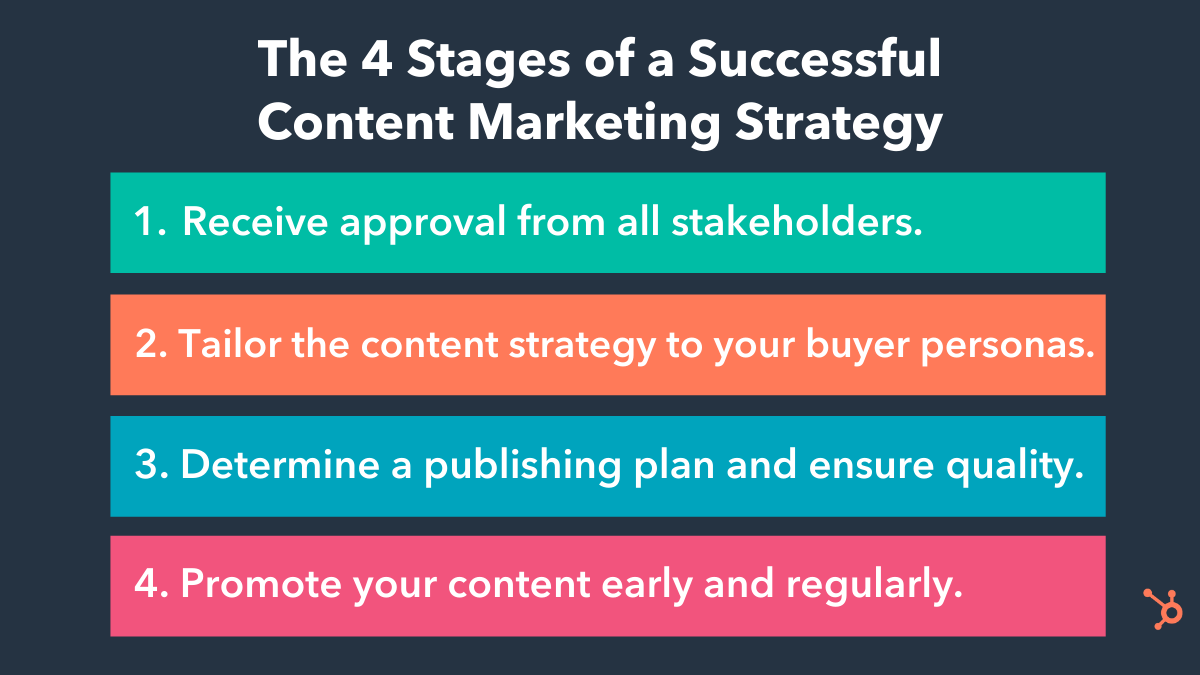 The 4 Stages of a Successful
Content Marketing Strategy
1. Receive approval from all stakeholders.
2. Tailor the content strategy to your buyer personas.
3. Determine a publishing plan and ensure quality.
4. Promote your content early and regularly.